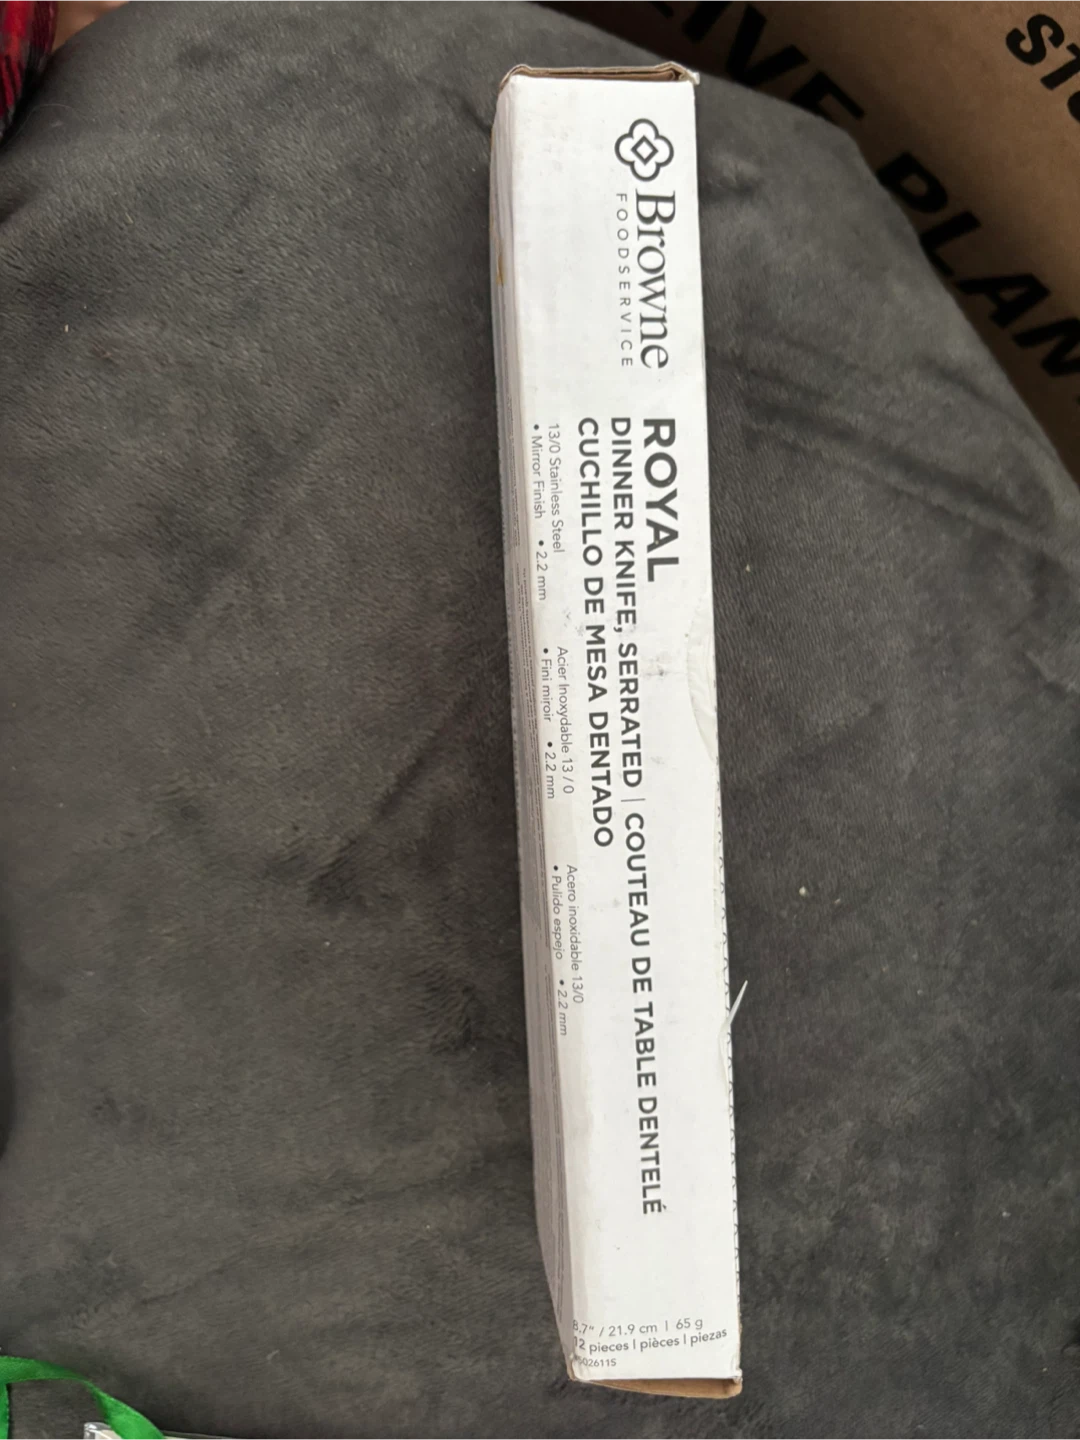 Browne
FOODSERVICE
ROYAL
DINNER KNIFE, SERRATED | COUTEAU DE TABLE DENTELÉ
CUCHILLO DE MESA DENTADO
13/0 Stainless Steel
• Mirror Finish • 2.2 mm
Acier Inoxydable 13 / 0
• Fini miroir • 2.2 mm
Acero inoxidable 13/0
• Pulido espejo • 2.2 mm
8.7" / 21.9 cm | 65 g
12 pieces | pièces | piezas
5026115
PLAN